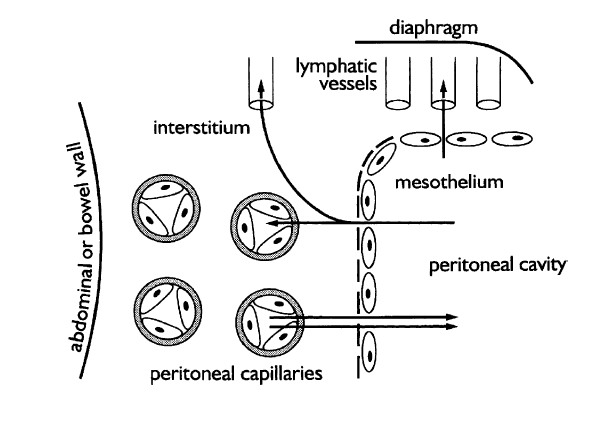 diaphragm
lymphatic
vessels
interstitium
mesothelium
abdominal or bowel wall
peritoneal cavity
peritoneal capillaries